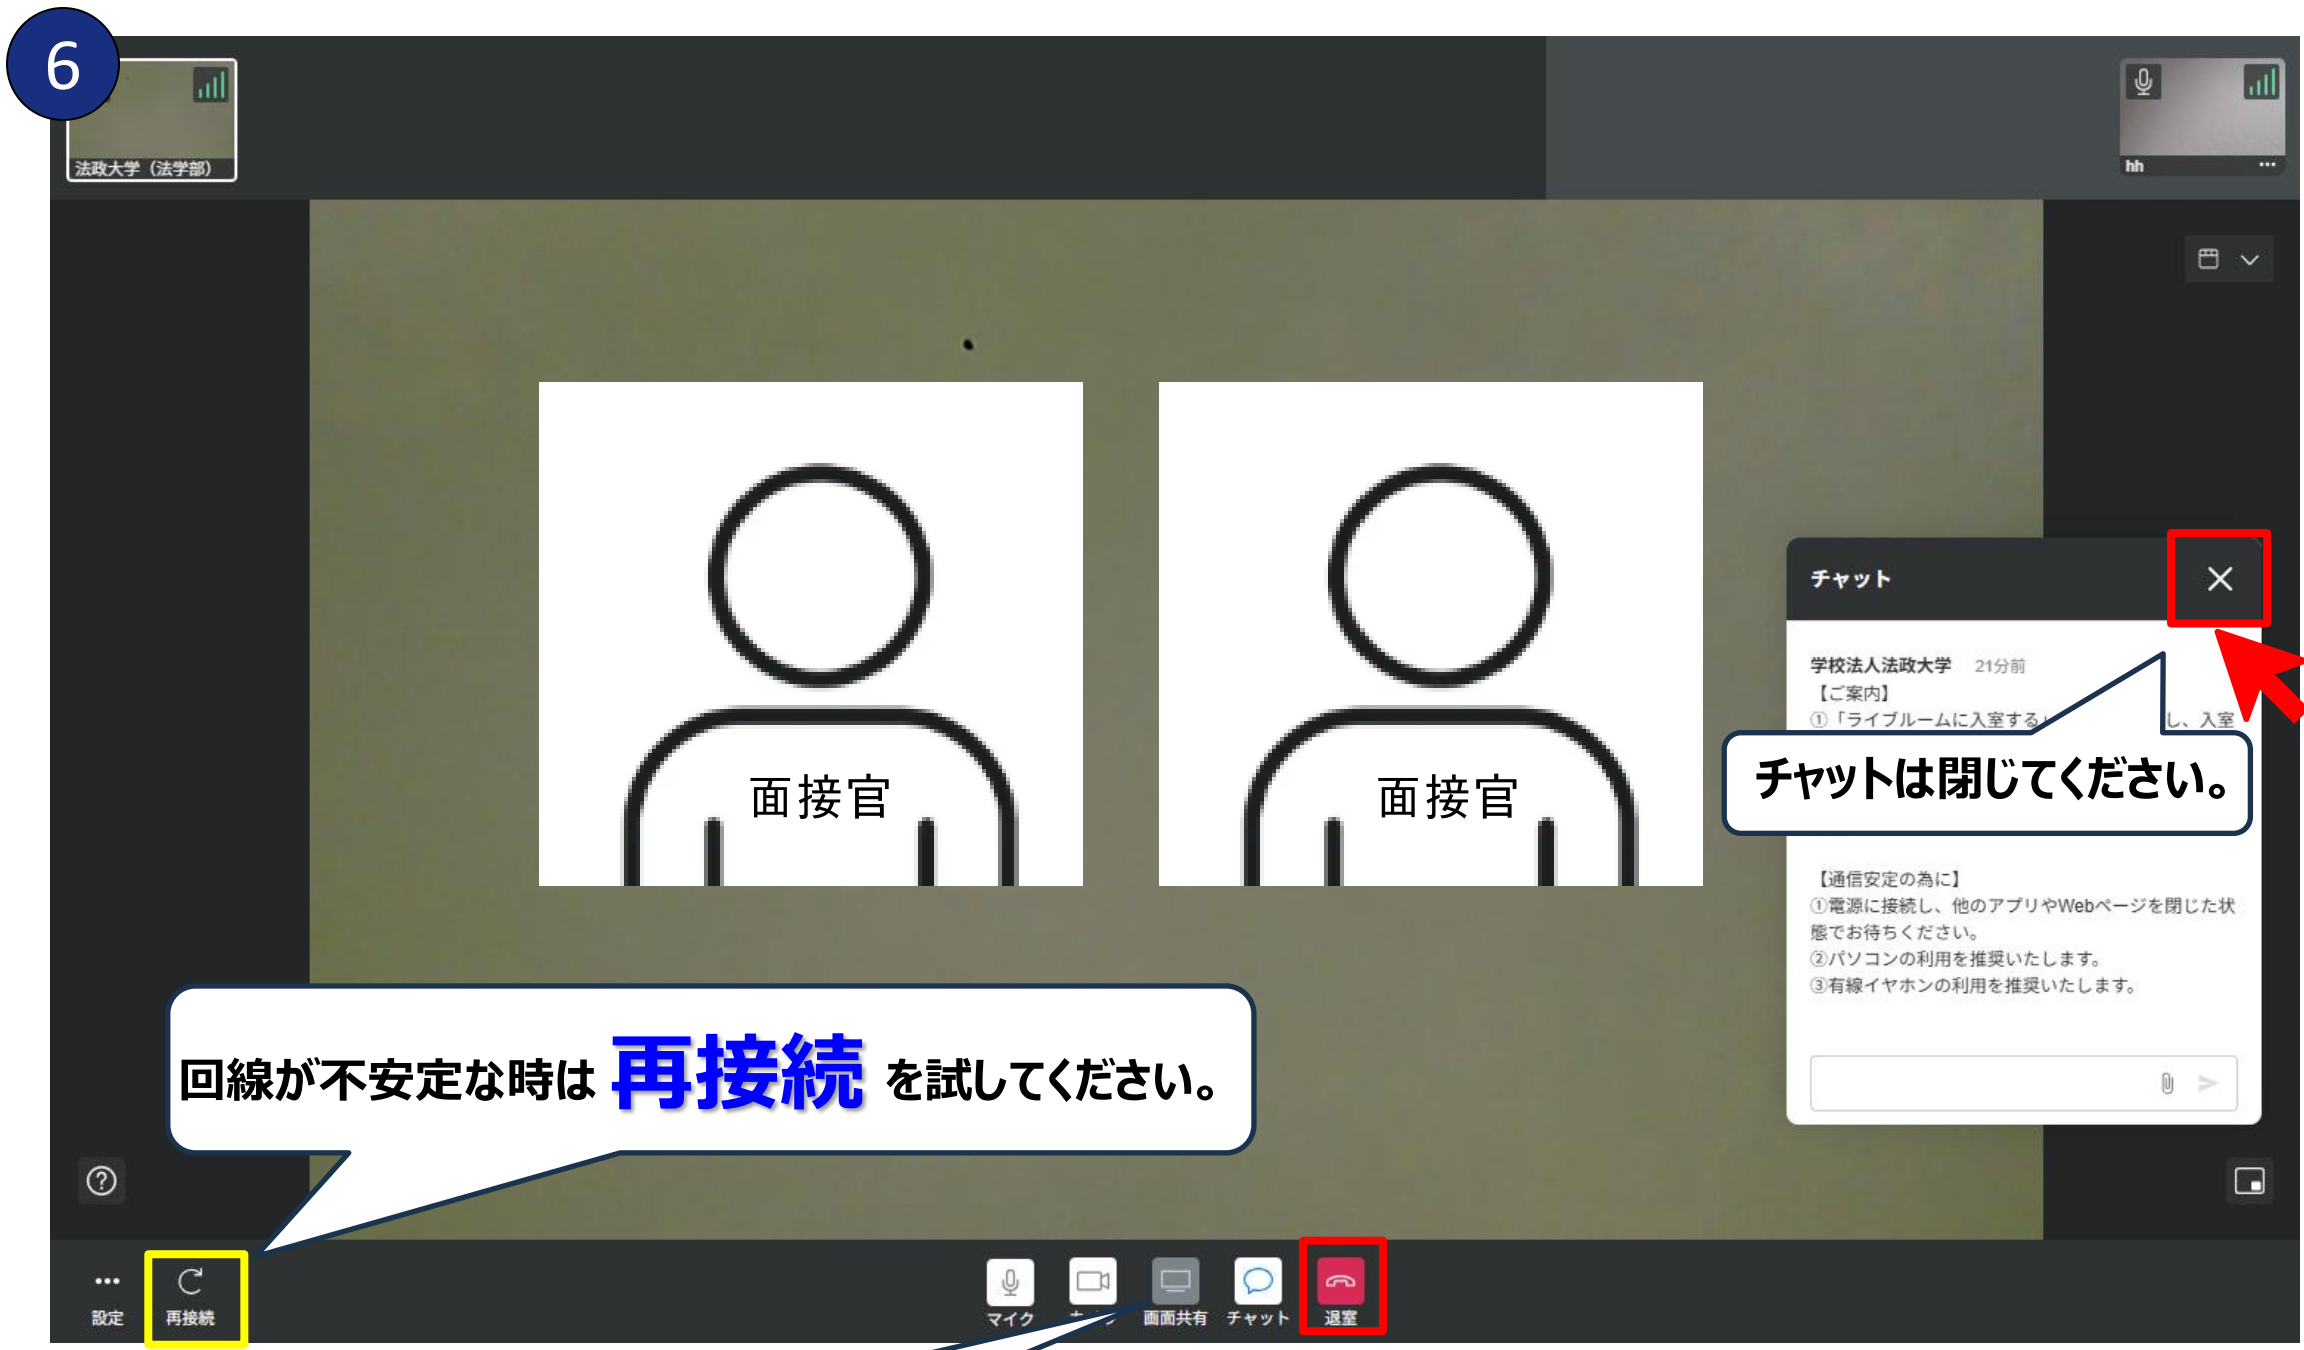 6
法政大学（法学部）
hh
面接官
面接官
チャット
学校法人法政大学 21分前
【ご案内】
①「ライブルームに入室する
し、入室
チャットは閉じてください。
【通信安定の為に】
①電源に接続し、他のアプリやWebページを閉じた状
態でお待ちください。
②パソコンの利用を推奨いたします。
③有線イヤホンの利用を推奨いたします。
回線が不安定な時は 再接続 を試してください。
設定
再接続
マイク
画面共有
チャット
退室